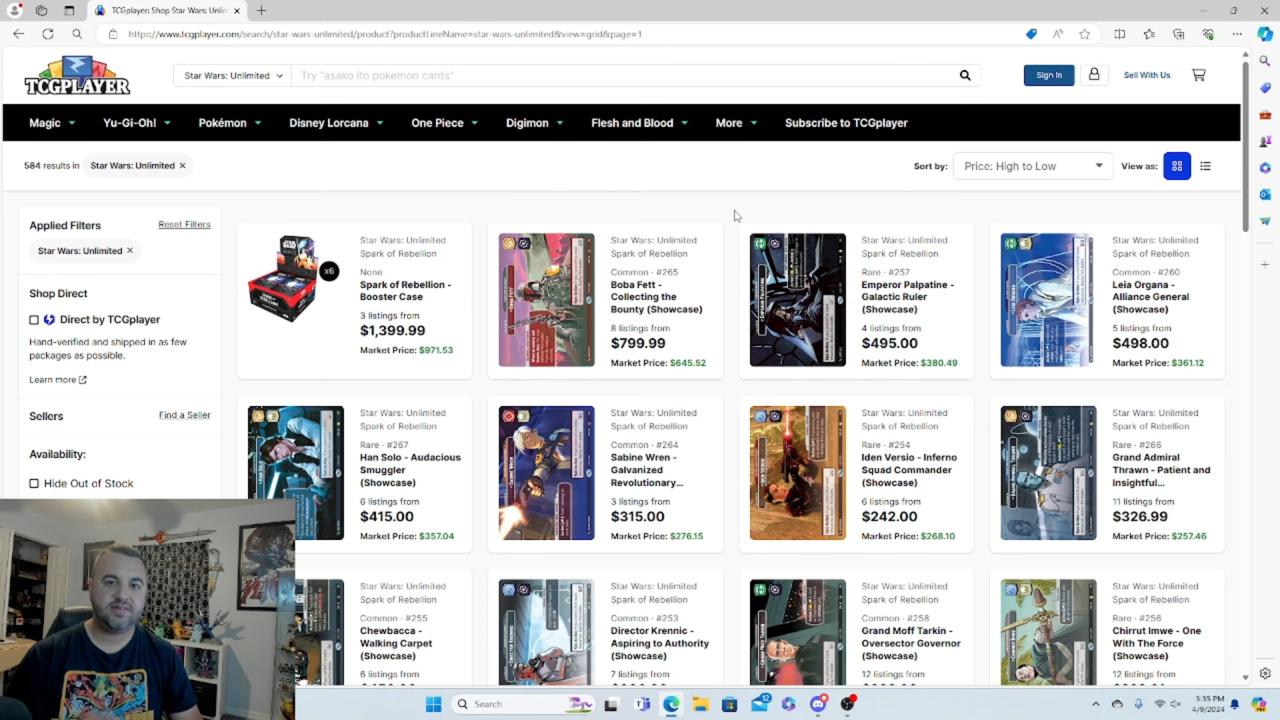 TCGplayer: Shop Star Wars: Unli
https://www.tcgplayer.com/search/star-wars-unlimited/product?productLineName=star-wars-unlimited&view=grid&page=1
TCGPLAYER
Star Wars: Unlimited
Try "asako ito pokemon cards"
Sign In
Sell With Us
Magic
Yu-Gi-Oh!
Pokémon
Disney Lorcana
One Piece
Digimon
Flesh and Blood
More
Subscribe to TCGplayer
584 results in
Star Wars: Unlimited
Sort by:
Price: High to Low
View as:
Applied Filters
Reset Filters
Star Wars: Unlimited
Shop Direct
Direct by TCGplayer
Hand-verified and shipped in as few
packages as possible.
Learn more
Sellers
Find a Seller
Availability:
Hide Out of Stock
x6
Star Wars: Unlimited
Spark of Rebellion
None
Spark of Rebellion -
Booster Case
3 listings from
$1,399.99
Market Price: $971.53
BOBA FETT
Star Wars: Unlimited
Spark of Rebellion
Common · #265
Boba Fett -
Collecting the
Bounty (Showcase)
8 listings from
$799.99
Market Price: $645.52
Star Wars: Unlimited
Spark of Rebellion
Rare · #257
Emperor Palpatine -
Galactic Ruler
(Showcase)
4 listings from
$495.00
Market Price: $380.49
Star Wars: Unlimited
Spark of Rebellion
Common · #260
Leia Organa -
Alliance General
(Showcase)
5 listings from
$498.00
Market Price: $361.12
Star Wars: Unlimited
Spark of Rebellion
Rare · #267
Han Solo - Audacious
Smuggler
(Showcase)
6 listings from
$415.00
Market Price: $357.04
Star Wars: Unlimited
Spark of Rebellion
Common · #264
Sabine Wren -
Galvanized
Revolutionary...
3 listings from
$315.00
Market Price: $276.15
Star Wars: Unlimited
Spark of Rebellion
Rare · #254
Iden Versio - Inferno
Squad Commander
(Showcase)
6 listings from
$242.00
Market Price: $268.10
Star Wars: Unlimited
Spark of Rebellion
Rare · #266
Grand Admiral
Thrawn - Patient and
Insightful...
11 listings from
$326.99
Market Price: $257.46
Star Wars: Unlimited
Spark of Rebellion
Common · #255
Chewbacca -
Walking Carpet
(Showcase)
6 listings from
Star Wars: Unlimited
Spark of Rebellion
Common · #253
Director Krennic -
Aspiring to Authority
(Showcase)
7 listings from
Star Wars: Unlimited
Spark of Rebellion
Common · #258
Grand Moff Tarkin -
Oversector Governor
(Showcase)
12 listings from
Star Wars: Unlimited
Spark of Rebellion
Rare · #256
Chirrut Imwe - One
With The Force
(Showcase)
12 listings from
Search
12
5:35 PM
4/9/2024